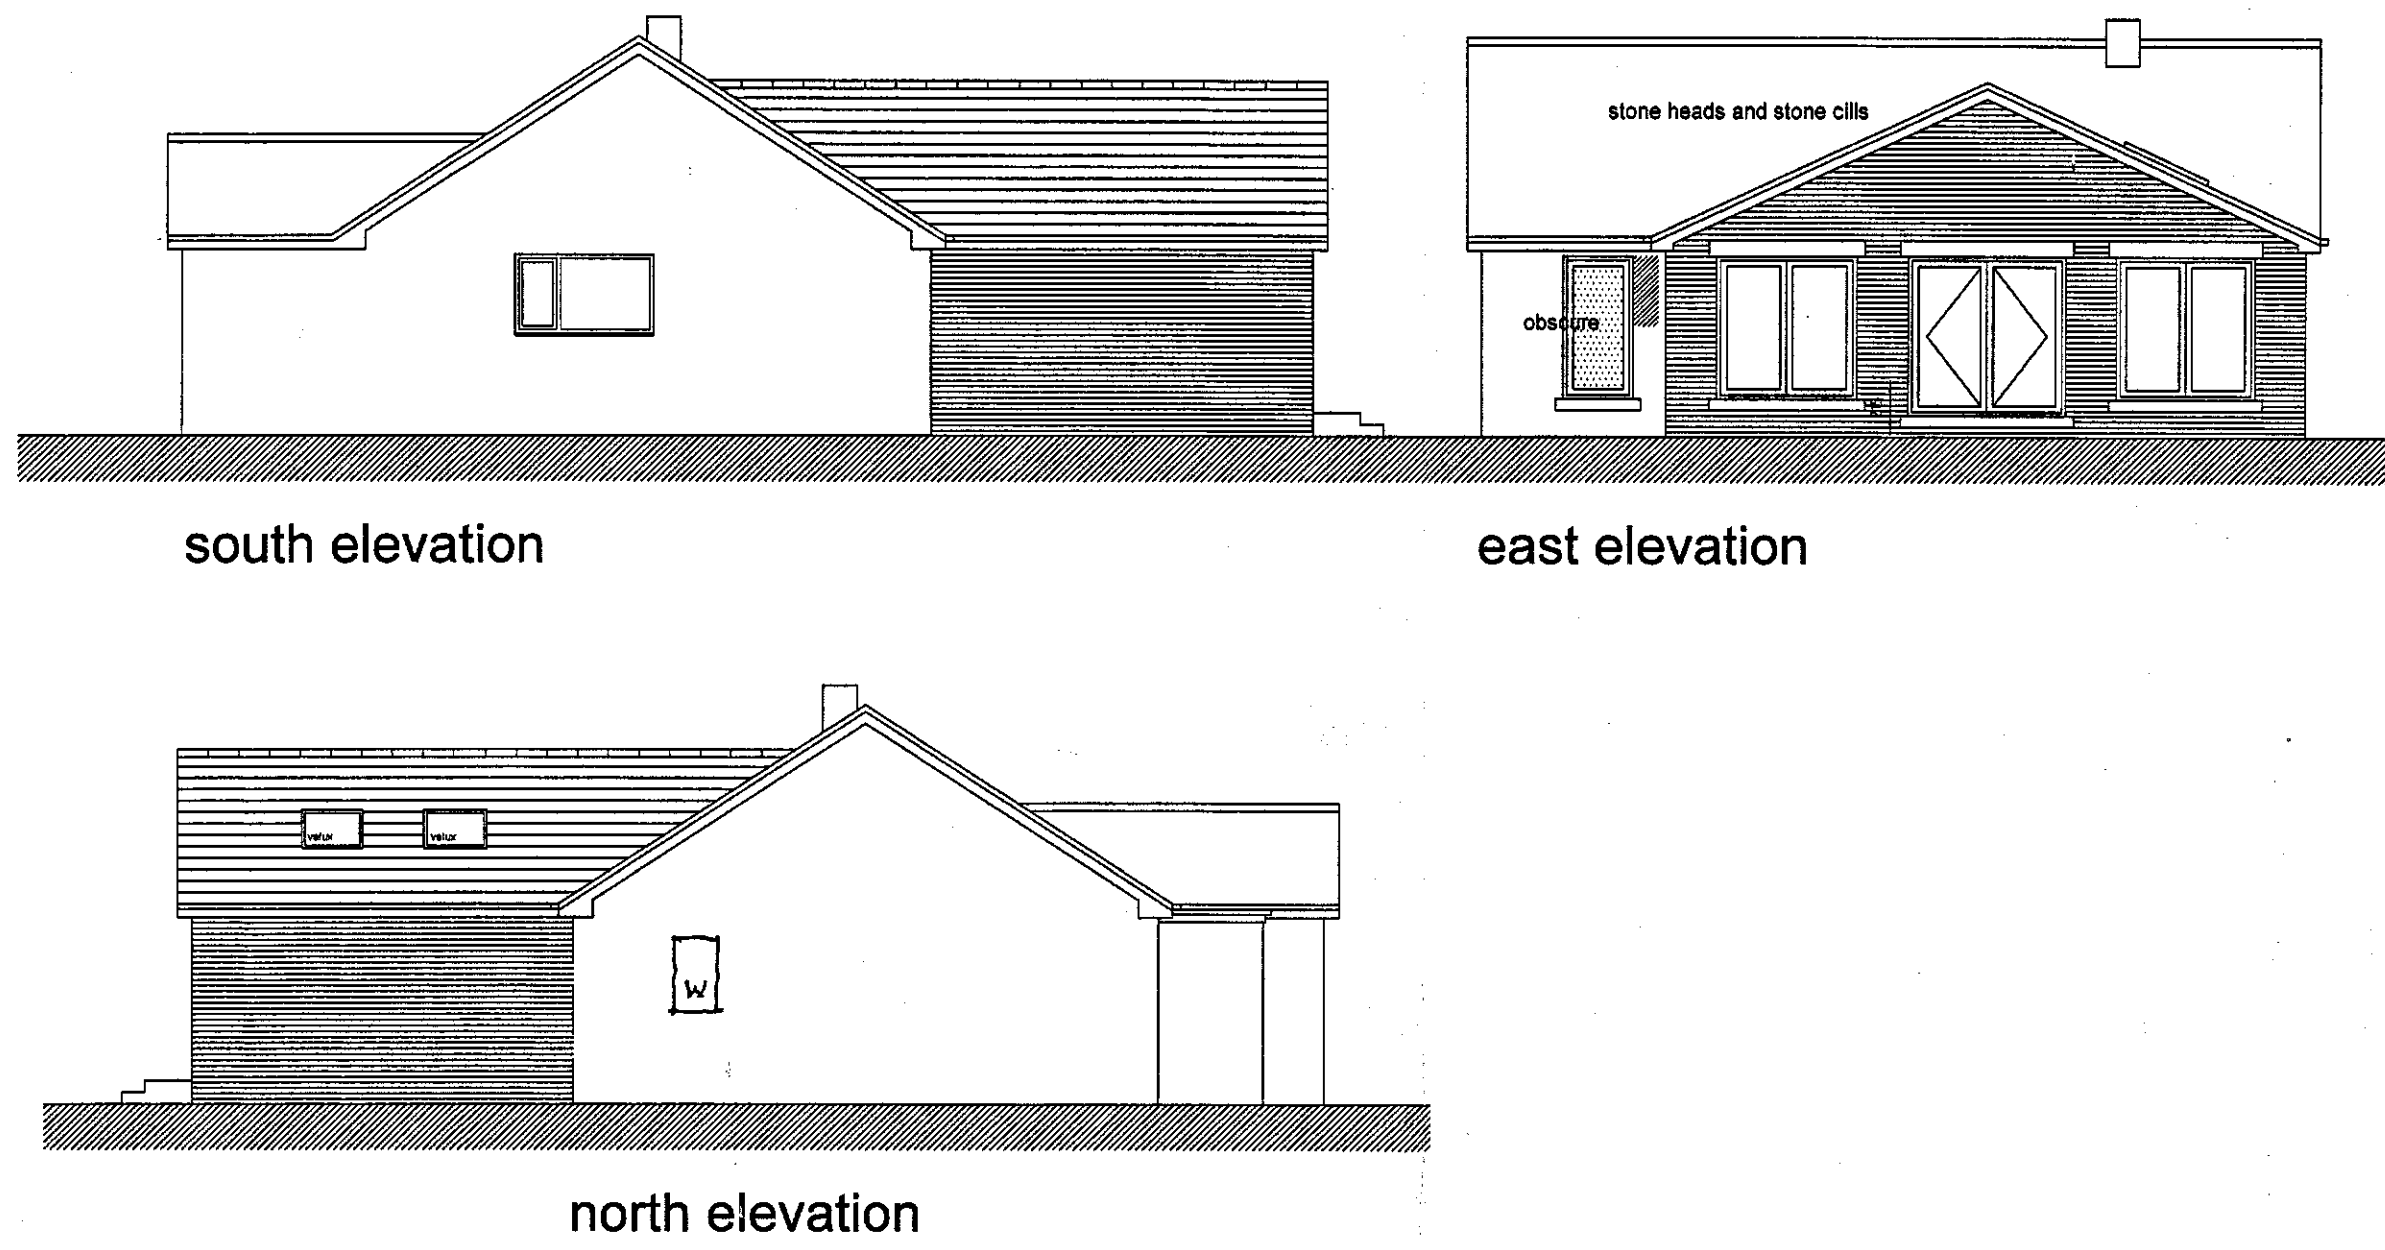 stone heads and stone cills
obscure
south elevation
east elevation
velux
velux
W
north elevation